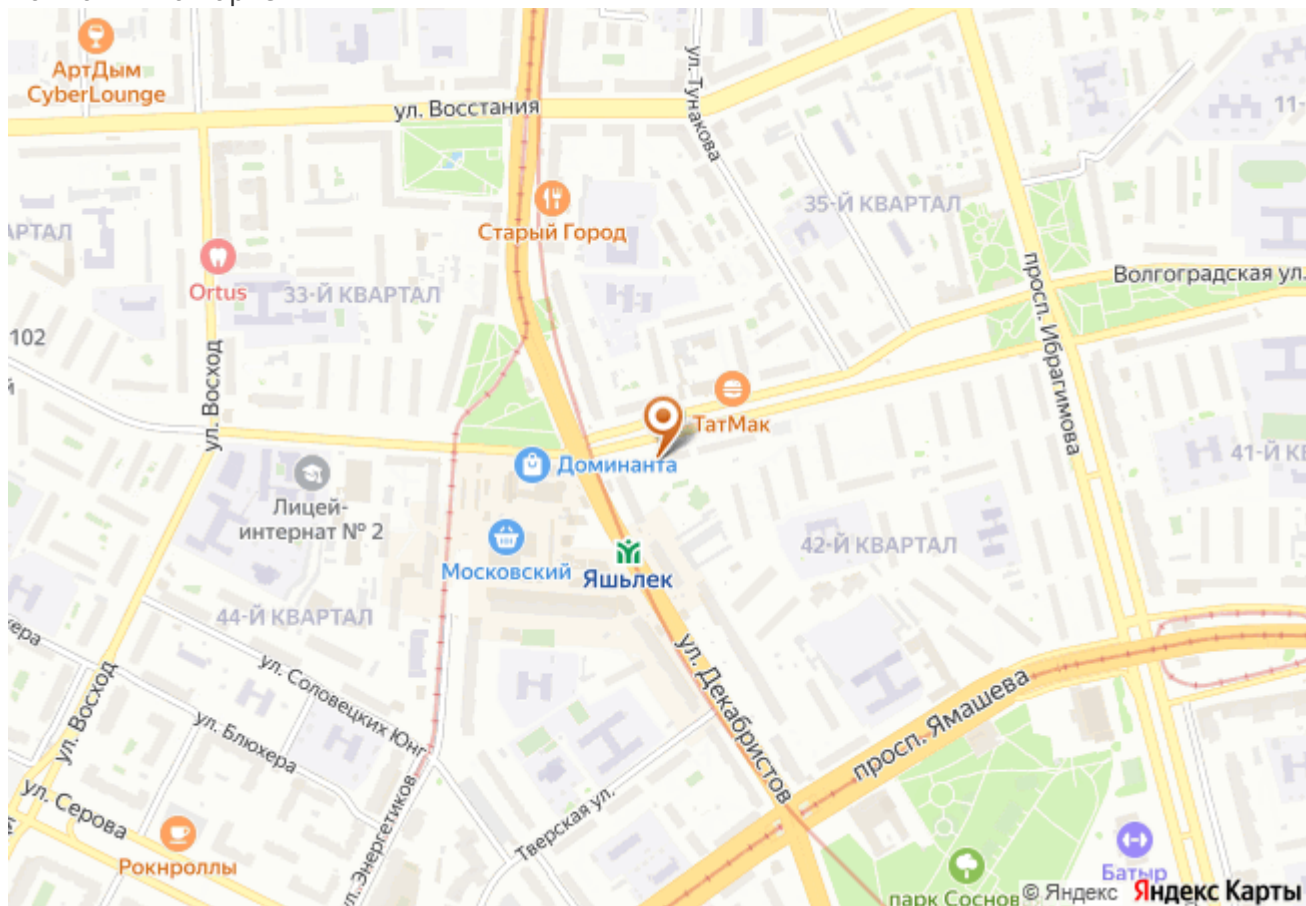 АртДым
CyberLounge
ул. Восстания
ул. Тунакова
11-
Старый Город
35-Й КВАРТАЛ
АРТАЛ
Ortus
33-Й КВАРТАЛ
просп. Ибрагимова
Волгоградская ул.
102
й
ул. Восход
ТатМак
Доминанта
41-Й КВ
Лицей-
интернат № 2
Московский
Яшьлек
42-Й КВАРТАЛ
44-Й КВАРТАЛ
хера
ул. Соловецких Юнг
ул. Декабристов
ул. Восход
ул. Блюхера
просп. Ямашева
ул. Серова
Тверская ул.
ул. Энергетиков
Рокнроллы
Батыр
парк Соснов
© Яндекс Яндекс Карты